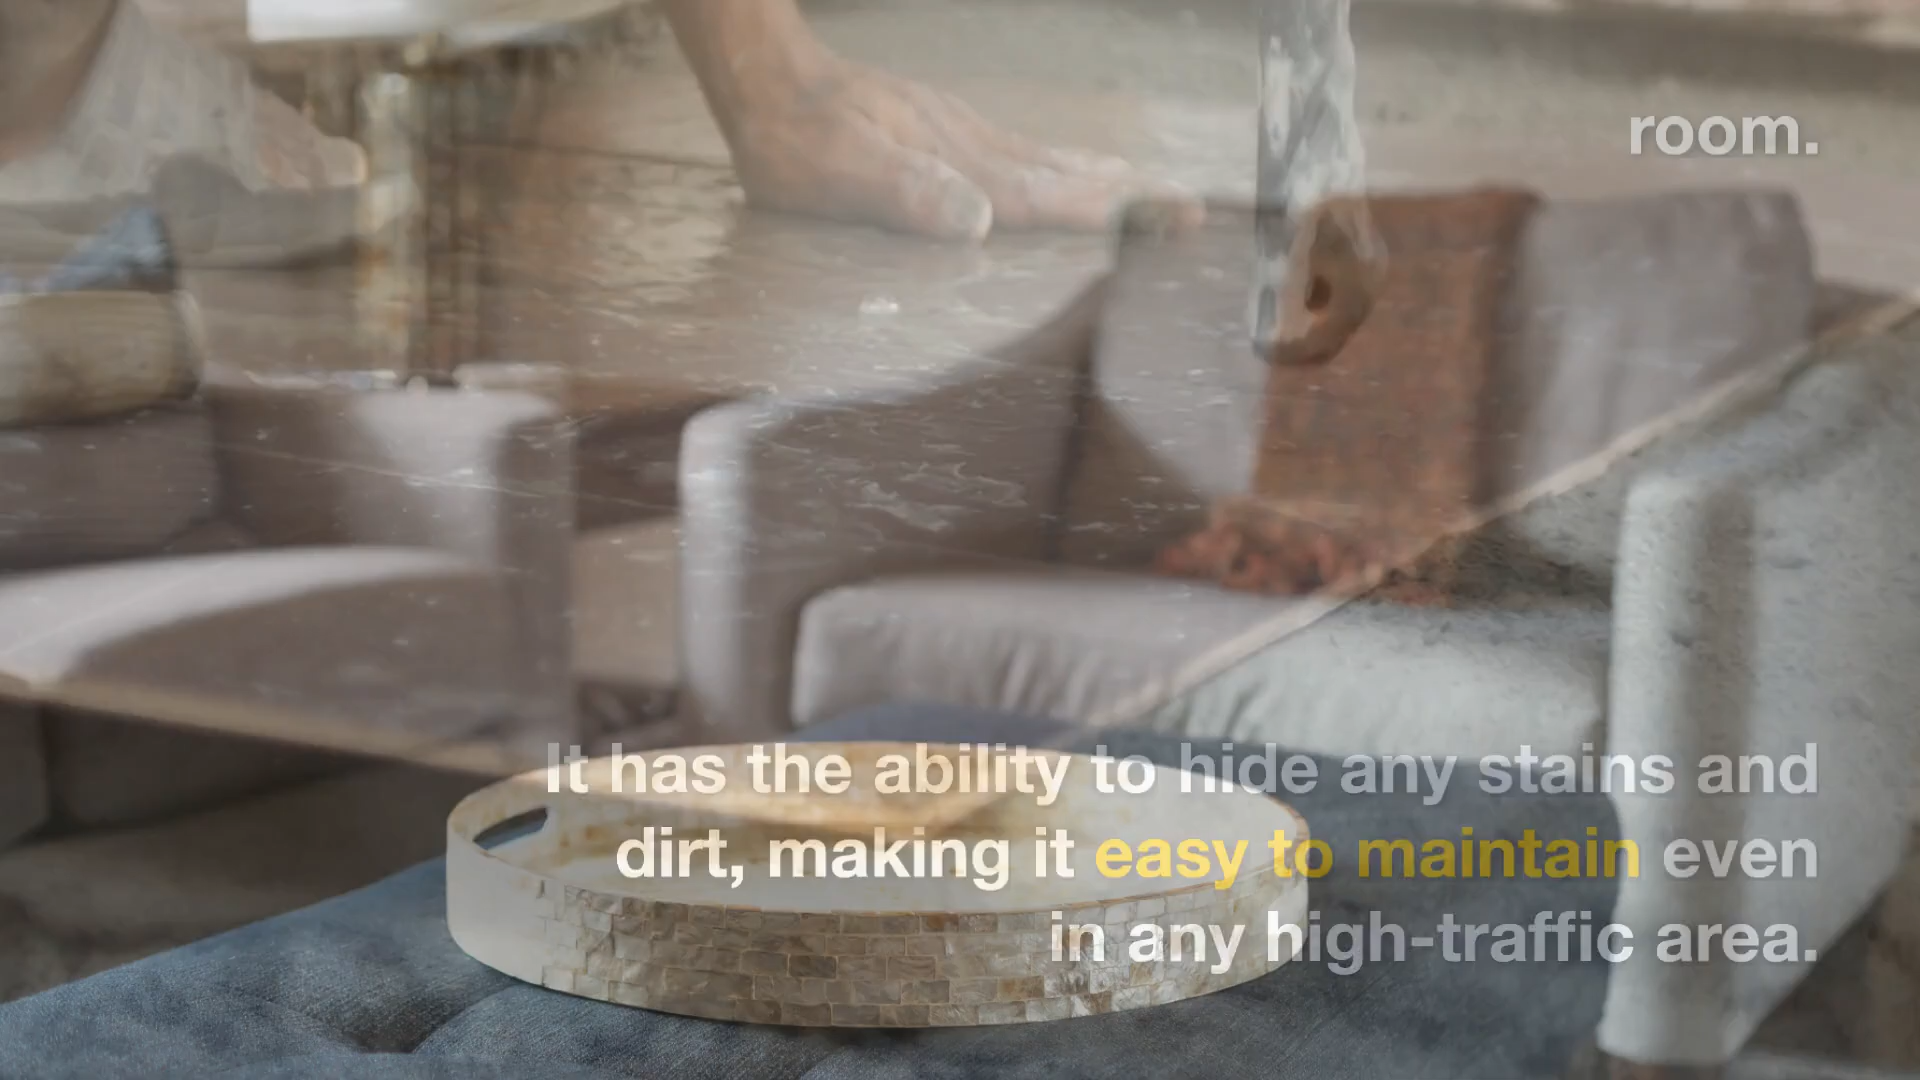 room.
It has the ability to hide any stains and
dirt, making it easy to maintain even
in any high-traffic area.